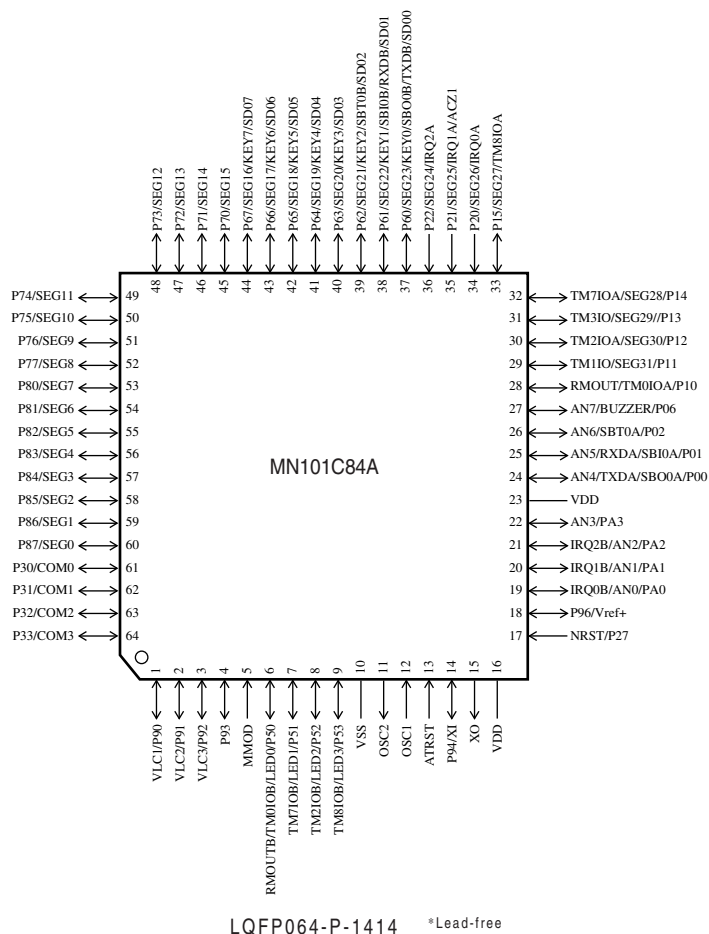 P73/SEG12
P72/SEG13
P71/SEG14
P70/SEG15
P67/SEG16/KEY7/SD07
P66/SEG17/KEY6/SD06
P65/SEG18/KEY5/SD05
P64/SEG19/KEY4/SD04
P63/SEG20/KEY3/SD03
P62/SEG21/KEY2/SBT0B/SD02
P61/SEG22/KEY1/SBI0B/RXDB/SD01
P60/SEG23/KEY0/SBO0B/TXDB/SD00
P22/SEG24/IRQ2A
P21/SEG25/IRQ1A/ACZ1
P20/SEG26/IRQ0A
P15/SEG27/TM8IOA
48 47 46 45 44 43 42 41 40 39 38 37 36 35 34 33
P74/SEG11 49
P75/SEG10 50
P76/SEG9 51
P77/SEG8 52
P80/SEG7 53
P81/SEG6 54
P82/SEG5 55
P83/SEG4 56
P84/SEG3 57
P85/SEG2 58
P86/SEG1 59
P87/SEG0 60
P30/COM0 61
P31/COM1 62
P32/COM2 63
P33/COM3 64
MN101C84A
32 TM7IOA/SEG28/P14
31 TM3IO/SEG29//P13
30 TM2IOA/SEG30/P12
29 TM1IO/SEG31/P11
28 RMOUT/TM0IOA/P10
27 AN7/BUZZER/P06
26 AN6/SBT0A/P02
25 AN5/RXDA/SBI0A/P01
24 AN4/TXDA/SBO0A/P00
23 VDD
22 AN3/PA3
21 IRQ2B/AN2/PA2
20 IRQ1B/AN1/PA1
19 IRQ0B/AN0/PA0
18 P96/Vref+
17 NRST/P27
1 2 3 4 5 6 7 8 9 10 11 12 13 14 15 16
VLC1/P90
VLC2/P91
VLC3/P92
P93
MMOD
RMOUTB/TM0IOB/LED0/P50
TM7IOB/LED1/P51
TM2IOB/LED2/P52
TM8IOB/LED3/P53
VSS
OSC2
OSC1
ATRST
P94/XI
XO
VDD
LQFP064-P-1414 *Lead-free